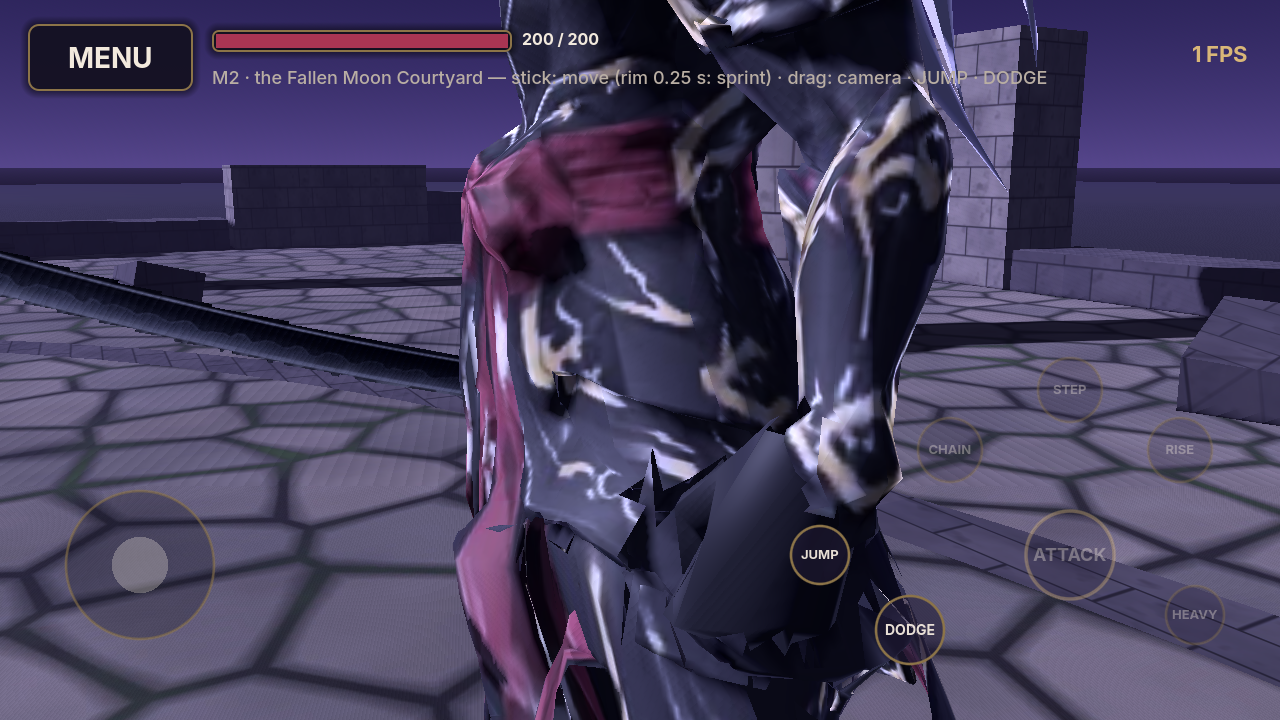 MENU
200 / 200
1 FPS
M2 · the Fallen Moon Courtyard — stick: move (rim 0.25 s: sprint) · drag: camera · JUMP · DODGE
STEP
CHAIN
RISE
JUMP
ATTACK
HEAVY
DODGE